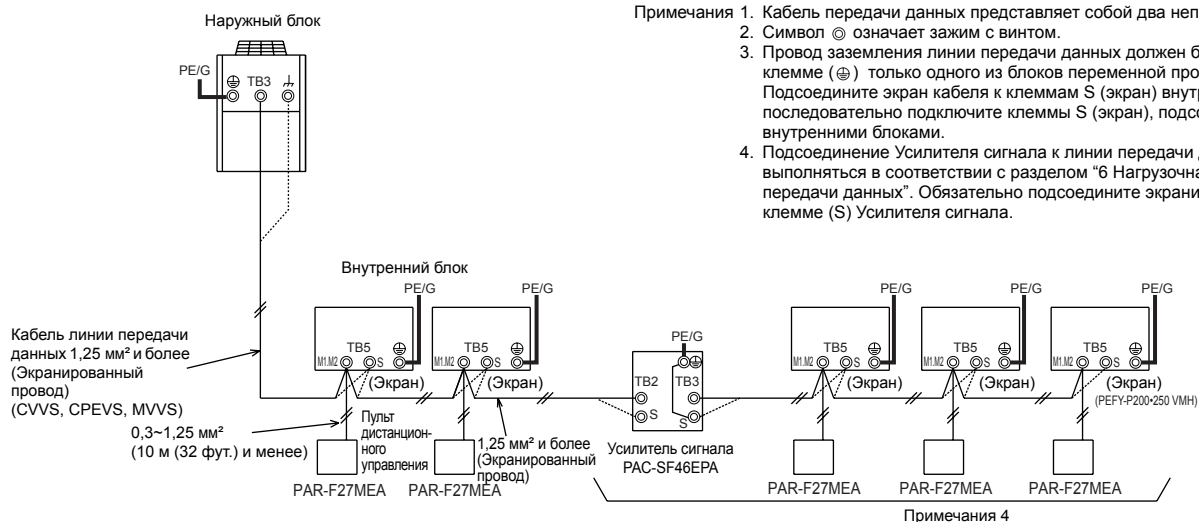 Примечания 1. Кабель передачи данных представляет собой два неп
2. Символ ◎ означает зажим с винтом.
3. Провод заземления линии передачи данных должен б
клемме (⏚) только одного из блоков переменной про
Подсоедините экран кабеля к клеммам S (экран) внутр
последовательно подключите клеммы S (экран), подсо
внутренними блоками.
4. Подсоединение Усилителя сигнала к линии передачи
выполняться в соответствии с разделом “6 Нагрузочна
передачи данных”. Обязательно подсоедините экрани
клемме (S) Усилителя сигнала.
Наружный блок
PE/G
TB3
Внутренний блок
PE/G
PE/G
PE/G
PE/G
PE/G
PE/G
TB5
M1.M2
S
(Экран)
TB5
M1.M2
S
(Экран)
TB2
TB3
S
S
TB5
M1.M2
S
(Экран)
TB5
M1.M2
S
(Экран)
TB5
M1.M2
S
(Экран)
(PEFY-P200•250 VMH)
Кабель линии передачи
данных 1,25 мм² и более
(Экранированный
провод)
(CVVS, CPEVS, MVVS)
0,3~1,25 мм²
(10 м (32 фут.) и менее)
Пульт
дистанцион-
ного
управления
1,25 мм² и более
(Экранированный
провод)
Усилитель сигнала
PAC-SF46EPA
PAR-F27MEA
PAR-F27MEA
PAR-F27MEA
PAR-F27MEA
PAR-F27MEA
Примечания 4